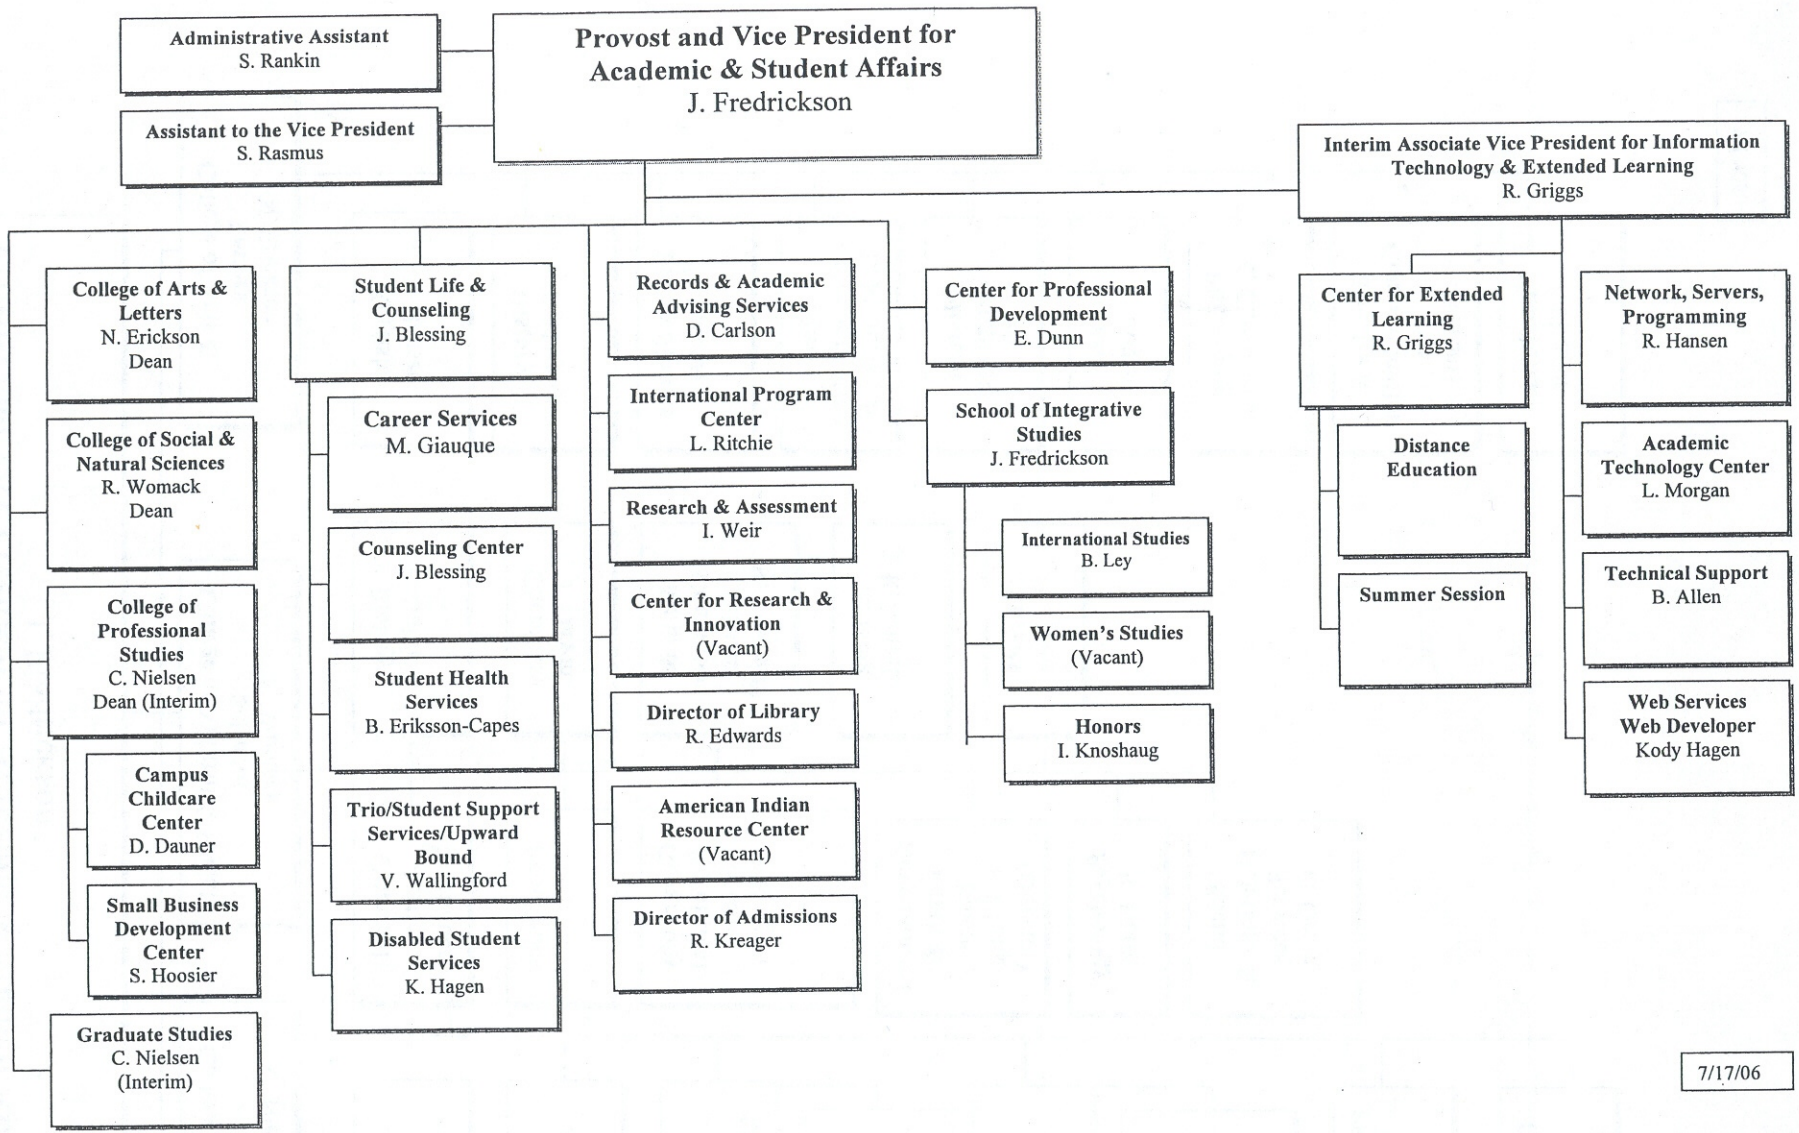 Administrative Assistant
S. Rankin
Assistant to the Vice President
S. Rasmus
Provost and Vice President for
Academic & Student Affairs
J. Fredrickson
Interim Associate Vice President for Information
Technology & Extended Learning
R. Griggs
College of Arts &
Letters
N. Erickson
Dean
College of Social &
Natural Sciences
R. Womack
Dean
College of
Professional
Studies
C. Nielsen
Dean (Interim)
Campus
Childcare
Center
D. Dauner
Small Business
Development
Center
S. Hoosier
Graduate Studies
C. Nielsen
(Interim)
Student Life &
Counseling
J. Blessing
Career Services
M. Giauque
Counseling Center
J. Blessing
Student Health
Services
B. Eriksson-Capes
Trio/Student Support
Services/Upward
Bound
V. Wallingford
Disabled Student
Services
K. Hagen
Records & Academic
Advising Services
D. Carlson
International Program
Center
L. Ritchie
Research & Assessment
I. Weir
Center for Research &
Innovation
(Vacant)
Director of Library
R. Edwards
American Indian
Resource Center
(Vacant)
Director of Admissions
R. Kreager
Center for Professional
Development
E. Dunn
School of Integrative
Studies
J. Fredrickson
International Studies
B. Ley
Women's Studies
(Vacant)
Honors
I. Knoshaug
Center for Extended
Learning
R. Griggs
Distance
Education
Summer Session
Network, Servers,
Programming
R. Hansen
Academic
Technology Center
L. Morgan
Technical Support
B. Allen
Web Services
Web Developer
Kody Hagen
7/17/06